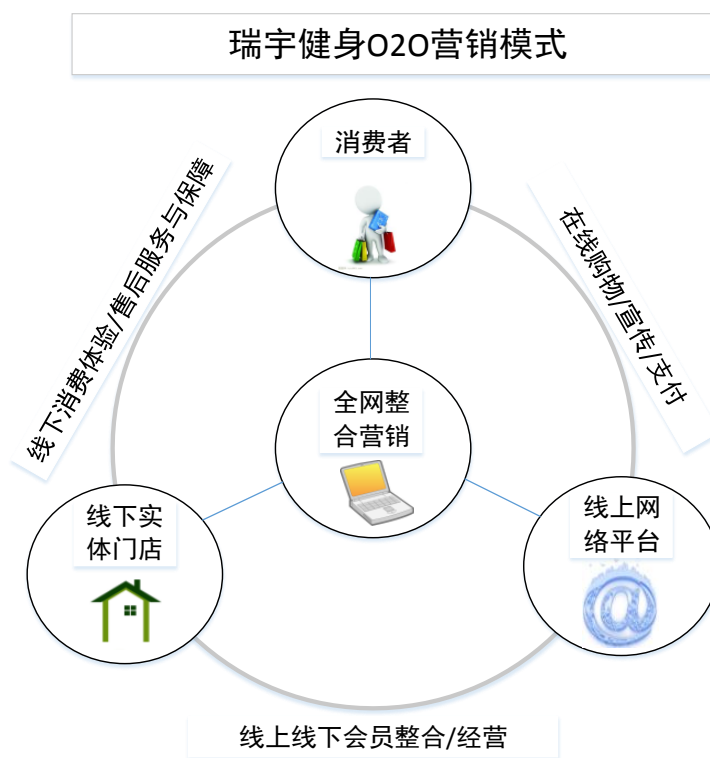 瑞宇健身O2O营销模式
消费者
线下消费体验/售后服务与保障
在线购物/宣传/支付
全网整
合营销
线下实
体门店
线上网
络平台
@
线上线下会员整合/经营